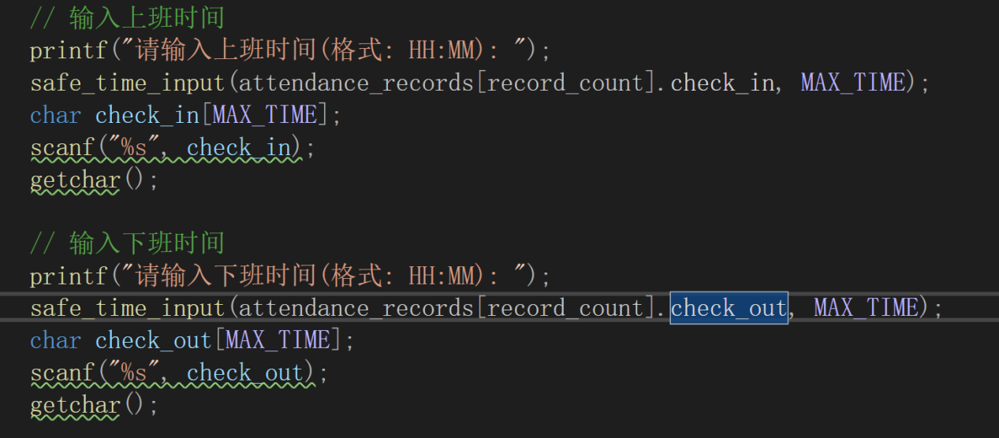 // 输入上班时间
printf("请输入上班时间(格式: HH:MM): ");
safe_time_input(attendance_records[record_count].check_in, MAX_TIME);
char check_in[MAX_TIME];
scanf("%s", check_in);
getchar();
// 输入下班时间
printf("请输入下班时间(格式: HH:MM): ");
safe_time_input(attendance_records[record_count].check_out, MAX_TIME);
char check_out[MAX_TIME];
scanf("%s", check_out);
getchar();